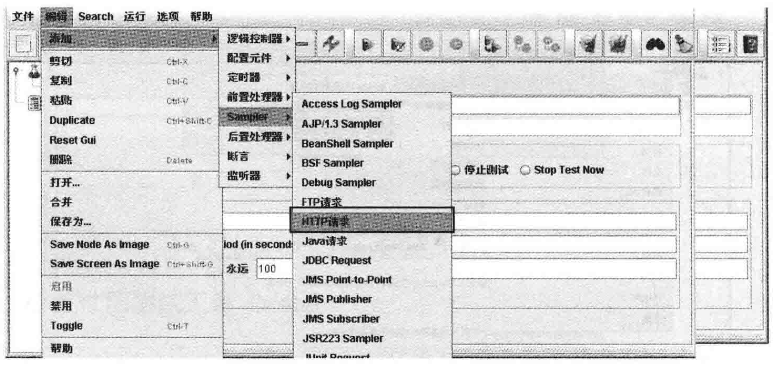 文件 编辑 Search 运行 选项 帮助
添加
剪切 Ctrl-X
复制 Ctrl-C
粘贴 Ctrl-V
Duplicate Ctrl+Shift-C
Reset Gui
删除 Delete
打开...
合并
保存为...
Save Node As Image Ctrl-G
Save Screen As Image Ctrl+Shift-G
启用
禁用
Toggle Ctrl-T
帮助
逻辑控制器
配置元件
定时器
前置处理器
Sampler
后置处理器
断言
监听器
Access Log Sampler
AJP/1.3 Sampler
BeanShell Sampler
BSF Sampler
Debug Sampler
FTP请求
HTTP请求
Java请求
JDBC Request
JMS Point-to-Point
JMS Publisher
JMS Subscriber
JSR223 Sampler
JUnit Request
停止测试 Stop Test Now
iod (in seconds
永远 100